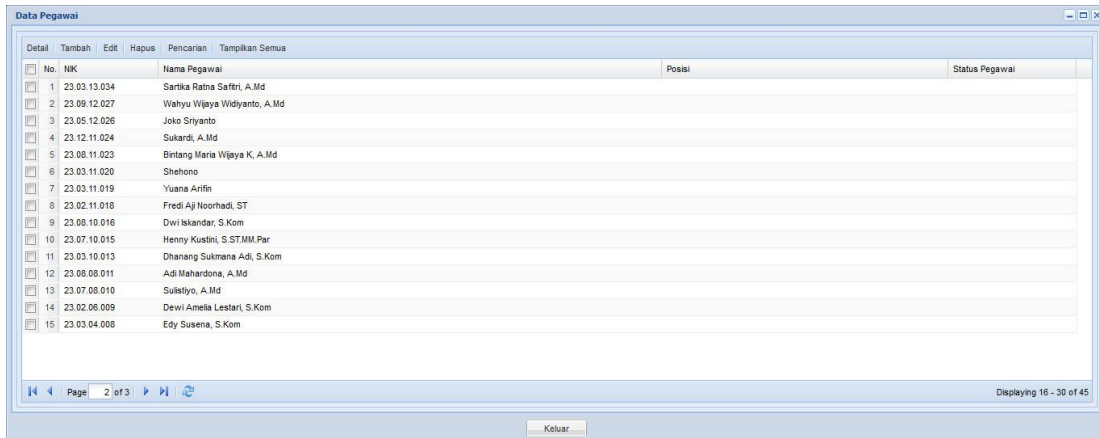 Data Pegawai
Detail Tambah Edit Hapus Pencarian Tampilkan Semua
No. NIK Nama Pegawai Posisi Status Pegawai
1 23.03.13.034 Sartika Ratna Safitri, A.Md
2 23.09.12.027 Wahyu Wijaya Widiyanto, A.Md
3 23.05.12.026 Joko Sriyanto
4 23.12.11.024 Sukardi, A.Md
5 23.08.11.023 Bintang Maria Wijaya K, A.Md
6 23.03.11.020 Shehono
7 23.03.11.019 Yuana Arifin
8 23.02.11.018 Fredi Aji Noorhadi, ST
9 23.08.10.016 Dwi Iskandar, S.Kom
10 23.07.10.015 Henny Kustini, S.ST.MM.Par
11 23.03.10.013 Dhanang Sukmana Adi, S.Kom
12 23.08.08.011 Adi Mahardona, A.Md
13 23.07.08.010 Sulistiyo, A.Md
14 23.02.06.009 Dewi Amelia Lestari, S.Kom
15 23.03.04.008 Edy Susena, S.Kom
Page 2 of 3 Displaying 16 - 30 of 45
Keluar